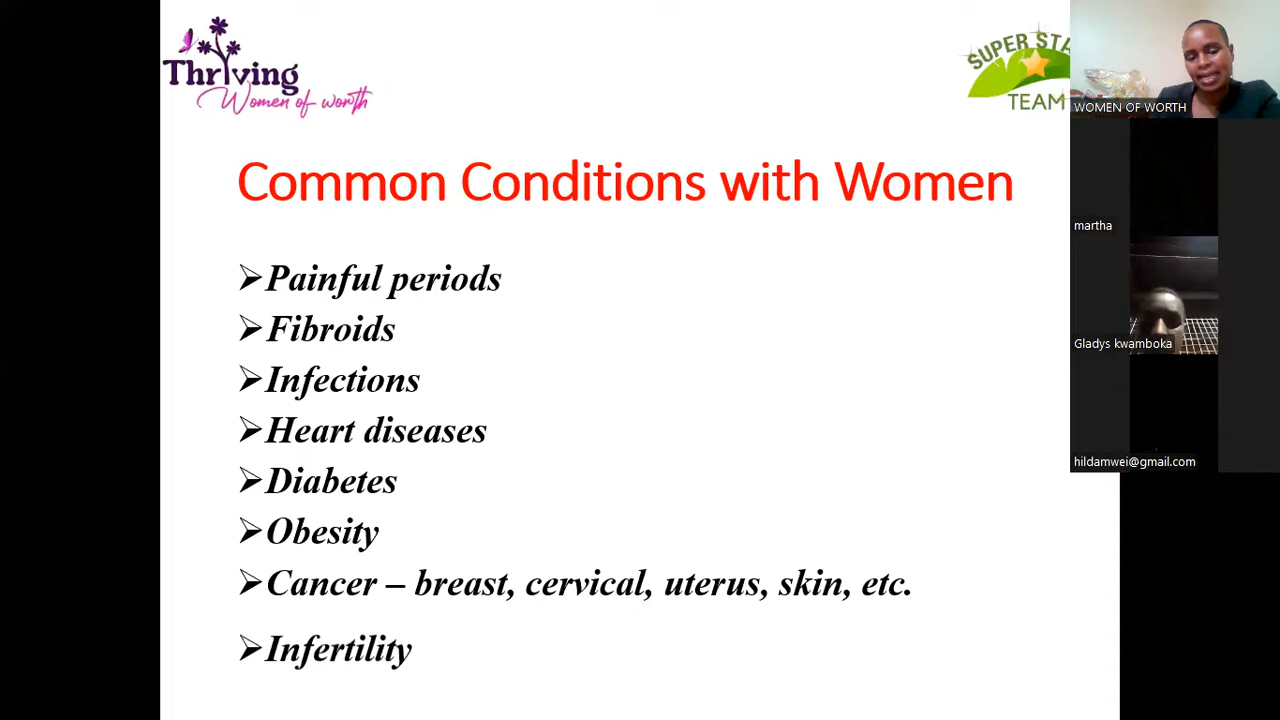 Thriving
Women of worth
SUPER STA
TEAM
Common Conditions with Women
➢Painful periods
➢Fibroids
➢Infections
➢Heart diseases
➢Diabetes
➢Obesity
➢Cancer – breast, cervical, uterus, skin, etc.
➢Infertility
WOMEN OF WORTH
martha
Gladys kwamboka
hildamwei@gmail.com